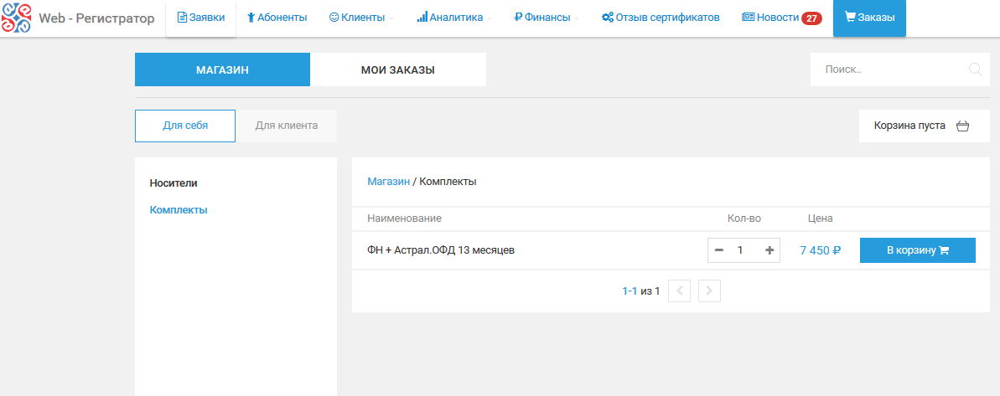 Web - Регистратор Заявки Абоненты Клиенты Аналитика Финансы Отзыв сертификатов Новости 27 Заказы
МАГАЗИН МОИ ЗАКАЗЫ Поиск..
Для себя Для клиента Корзина пуста
Носители
Комплекты
Магазин / Комплекты
Наименование Кол-во Цена
ФН + Астрал.ОФД 13 месяцев 1 7 450 ₽ В корзину
1-1 из 1